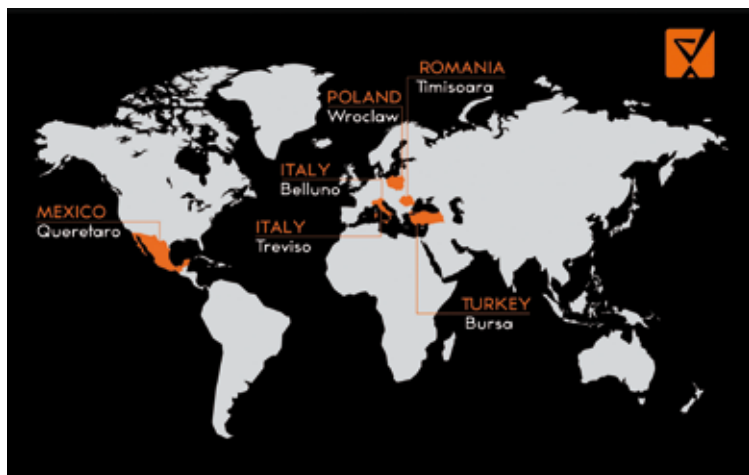 ROMANIA
Timisoara
POLAND
Wroclaw
ITALY
Belluno
MEXICO
Queretaro
ITALY
Treviso
TURKEY
Bursa